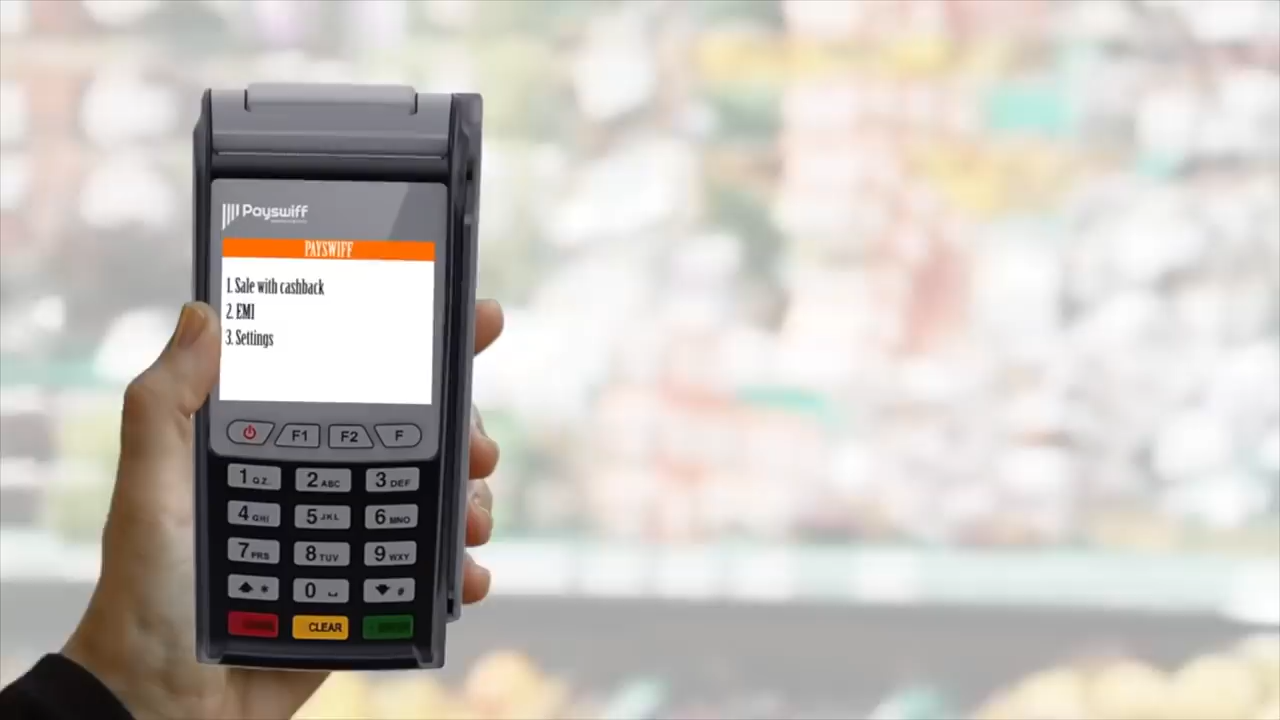 Payswiff
PAYSWIFF
1. Sale with cashback
2. EMI
3. Settings
F1 F2 F
1 QZ. 2 ABC 3 DEF
4 GHI 5 JKL 6 MNO
7 PRS 8 TUV 9 WXY
* 0 #
CLEAR